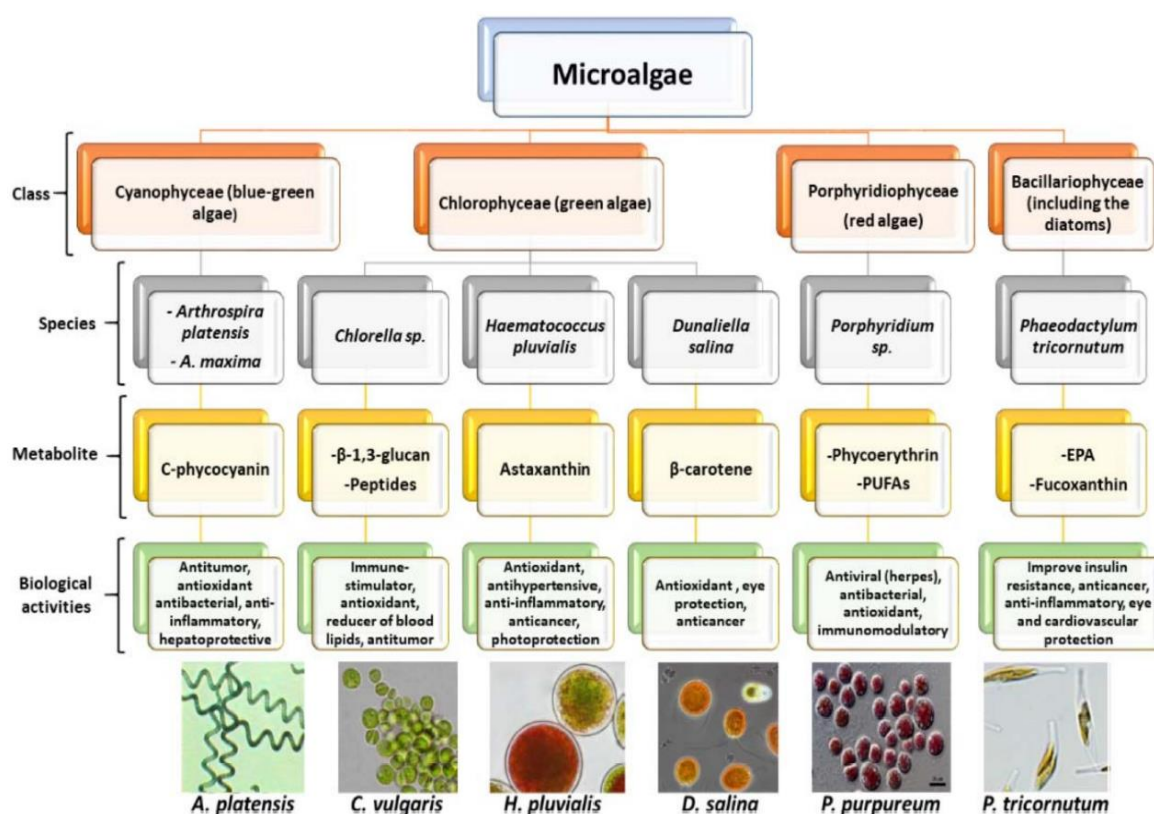 Microalgae
Class
Cyanophyceae (blue-green
algae)
Chlorophyceae (green algae)
Porphyridiophyceae
(red algae)
Bacillariophyceae
(including the
diatoms)
Species
- Arthrospira
platensis
- A. maxima
Chlorella sp.
Haematococcus
pluvialis
Dunaliella
salina
Porphyridium
sp.
Phaeodactylum
tricornutum
Metabolite
C-phycocyanin
-β-1,3-glucan
-Peptides
Astaxanthin
β-carotene
-Phycoerythrin
-PUFAs
-EPA
-Fucoxanthin
Biological
activities
Antitumor,
antioxidant
antibacterial, anti-
inflammatory,
hepatoprotective
Immune-
stimulator,
antioxidant,
reducer of blood
lipids, antitumor
Antioxidant,
antihypertensive,
anti-inflammatory,
anticancer,
photoprotection
Antioxidant , eye
protection,
anticancer
Antiviral (herpes),
antibacterial,
antioxidant,
immunomodulatory
Improve insulin
resistance, anticancer,
anti-inflammatory, eye
and cardiovascular
protection
A. platensis
C. vulgaris
H. pluvialis
D. salina
P. purpureum
P. tricornutum